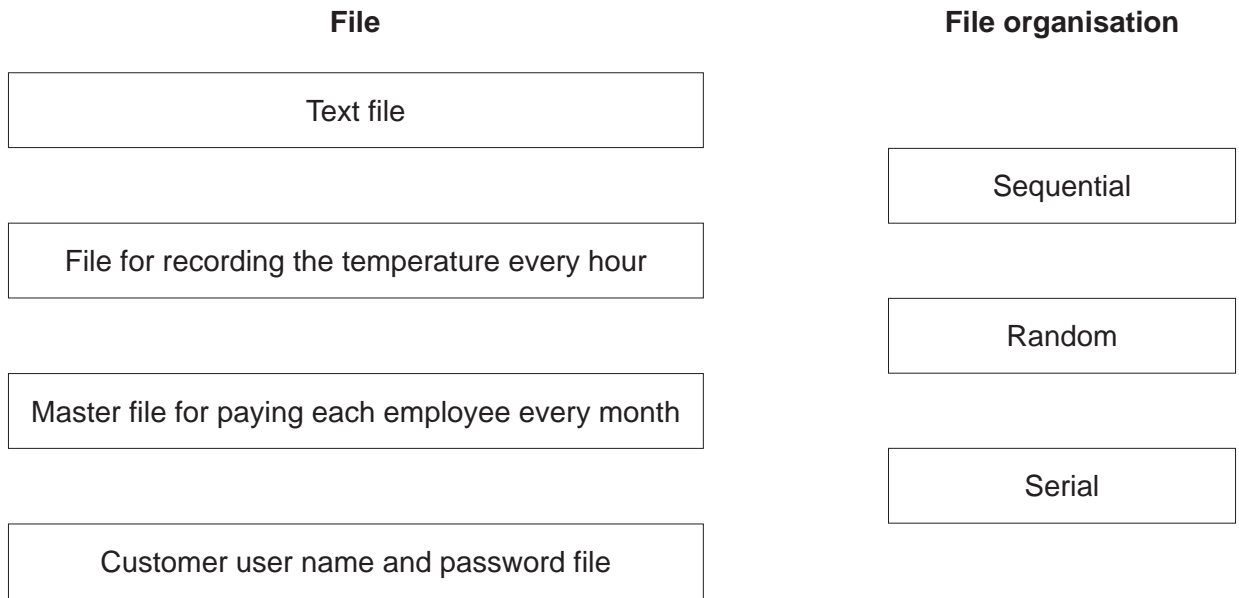 File
File organisation
Text file
Sequential
File for recording the temperature every hour
Random
Master file for paying each employee every month
Serial
Customer user name and password file